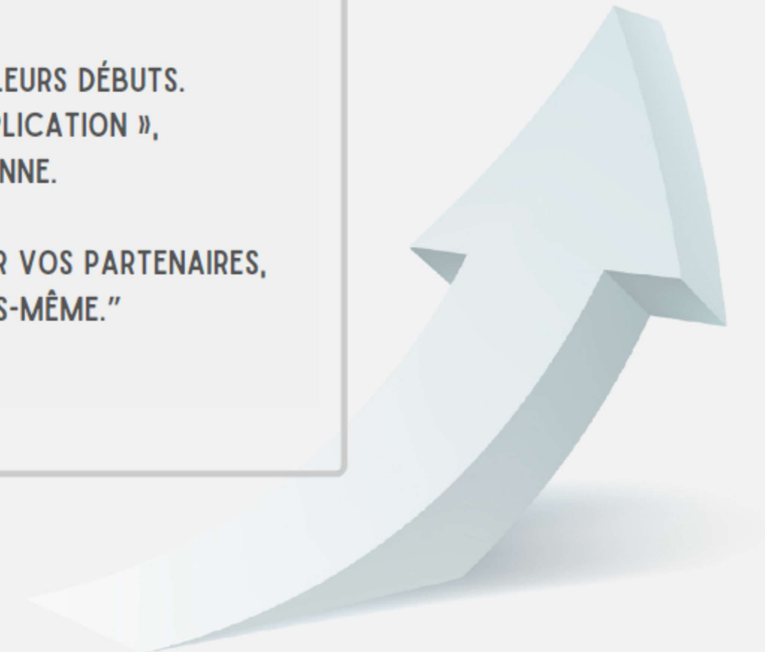 LEURS DÉBUTS.
PLICATION »,
NNE.
R VOS PARTENAIRES,
S-MÊME.”